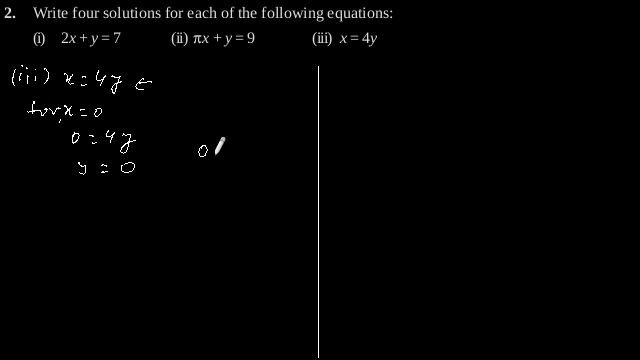 2. Write four solutions for each of the following equations:
(i) 2x + y = 7 (ii) πx + y = 9 (iii) x = 4y
(iii) x = 4y ←
for, x = 0
0 = 4y
y = 0
0